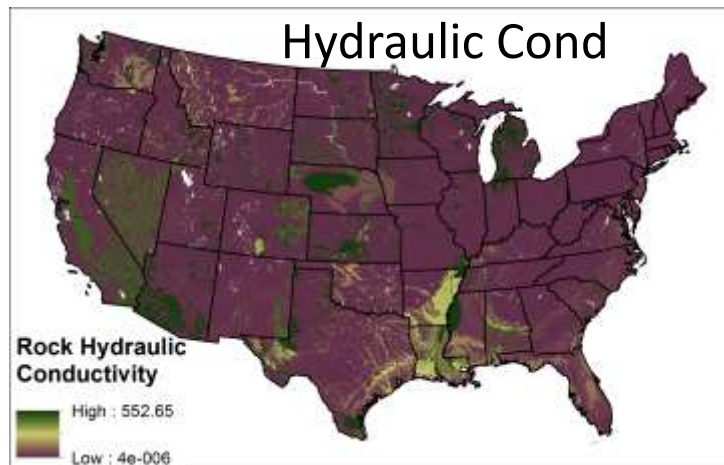 Hydraulic Cond
Rock Hydraulic
Conductivity
High : 552.65
Low : 4e-006